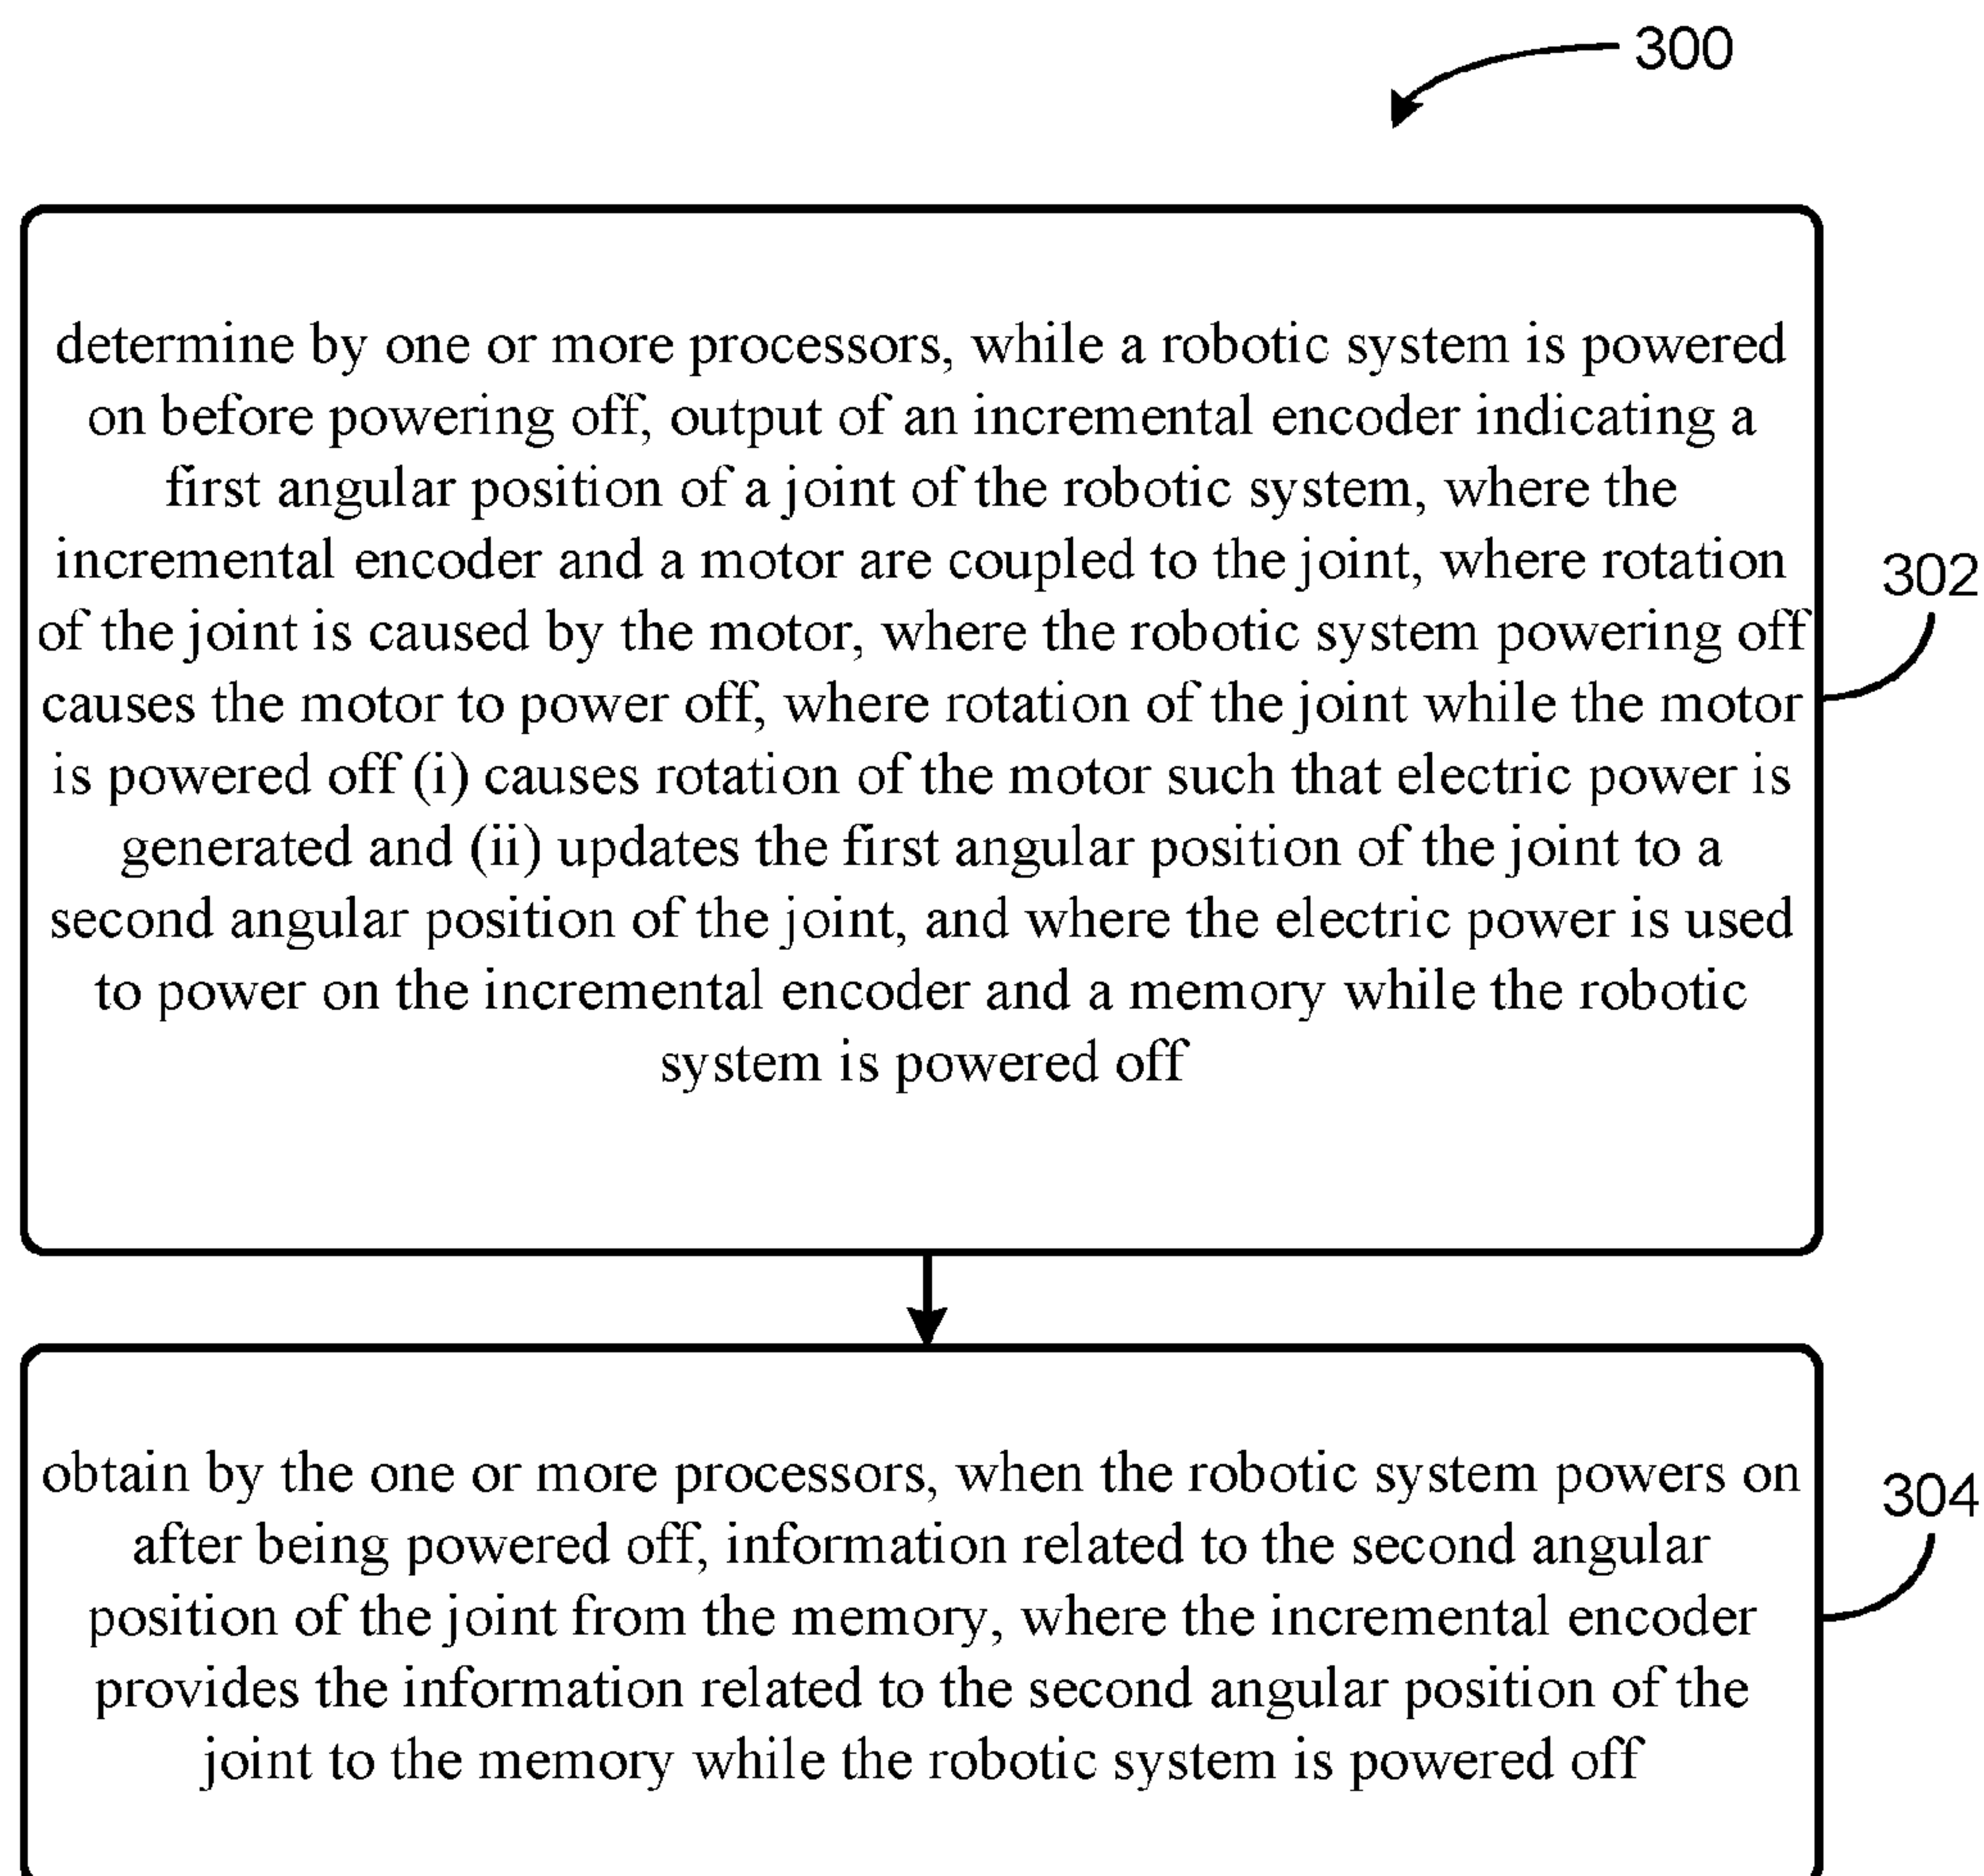 300
determine by one or more processors, while a robotic system is powered
on before powering off, output of an incremental encoder indicating a
first angular position of a joint of the robotic system, where the
incremental encoder and a motor are coupled to the joint, where rotation
of the joint is caused by the motor, where the robotic system powering off
causes the motor to power off, where rotation of the joint while the motor
is powered off (i) causes rotation of the motor such that electric power is
generated and (ii) updates the first angular position of the joint to a
second angular position of the joint, and where the electric power is used
to power on the incremental encoder and a memory while the robotic
system is powered off
302
obtain by the one or more processors, when the robotic system powers on
after being powered off, information related to the second angular
position of the joint from the memory, where the incremental encoder
provides the information related to the second angular position of the
joint to the memory while the robotic system is powered off
304